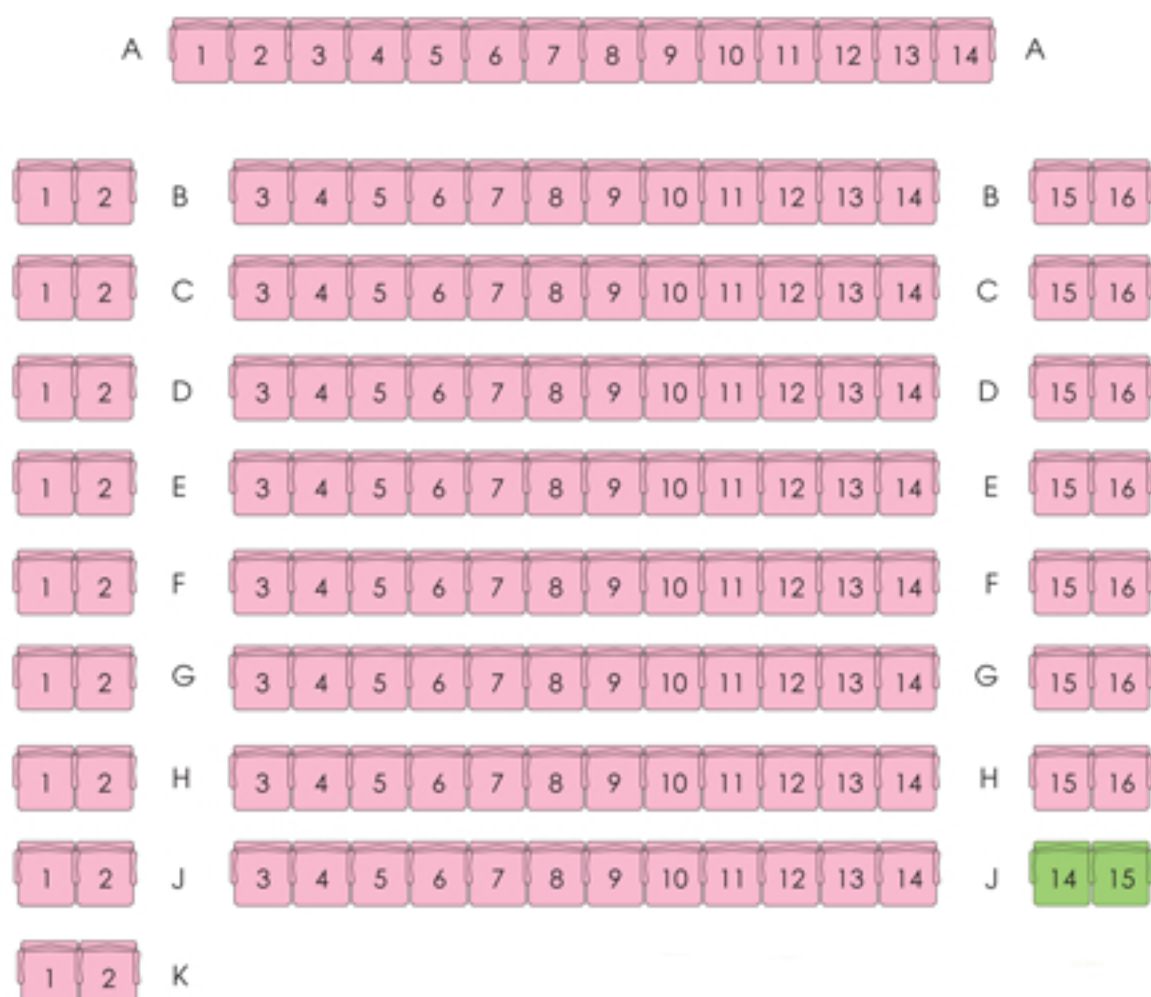 A 1 2 3 4 5 6 7 8 9 10 11 12 13 14 A
1 2 B 3 4 5 6 7 8 9 10 11 12 13 14 B 15 16
1 2 C 3 4 5 6 7 8 9 10 11 12 13 14 C 15 16
1 2 D 3 4 5 6 7 8 9 10 11 12 13 14 D 15 16
1 2 E 3 4 5 6 7 8 9 10 11 12 13 14 E 15 16
1 2 F 3 4 5 6 7 8 9 10 11 12 13 14 F 15 16
1 2 G 3 4 5 6 7 8 9 10 11 12 13 14 G 15 16
1 2 H 3 4 5 6 7 8 9 10 11 12 13 14 H 15 16
1 2 J 3 4 5 6 7 8 9 10 11 12 13 14 J 14 15
1 2 K